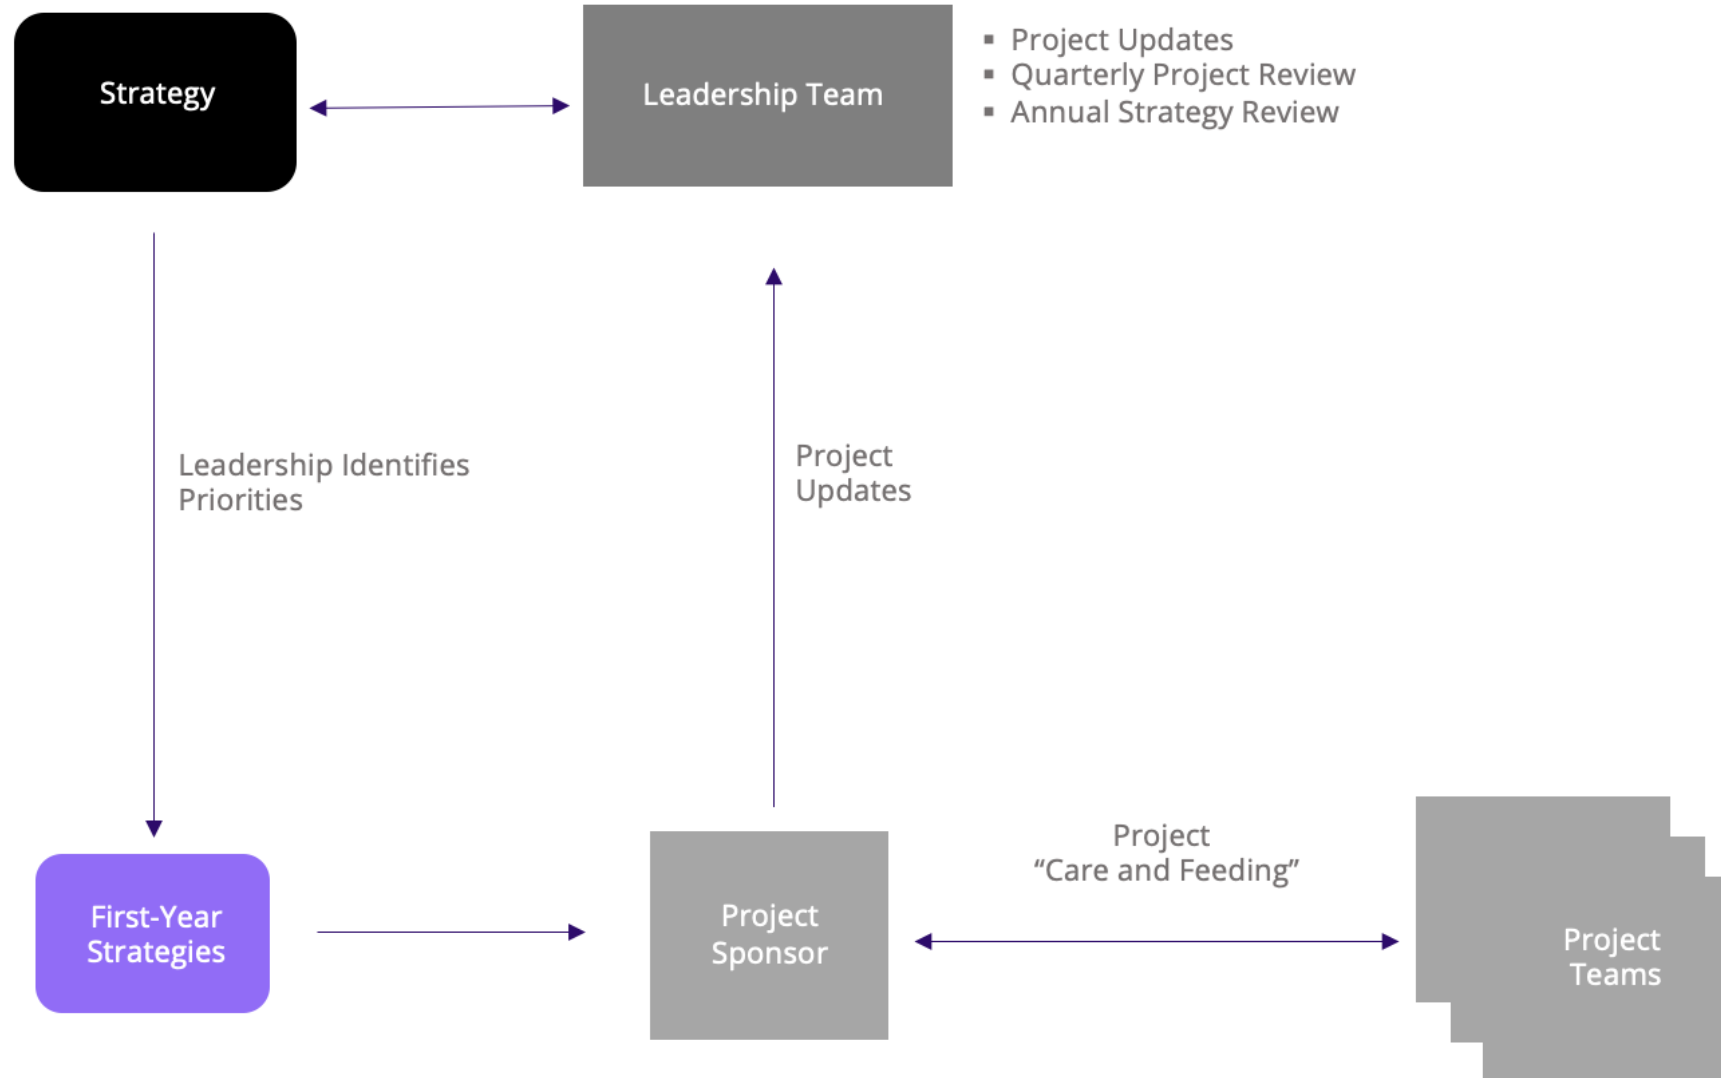 Strategy
Leadership Team
▪ Project Updates
▪ Quarterly Project Review
▪ Annual Strategy Review
Leadership Identifies
Priorities
Project
Updates
First-Year
Strategies
Project
Sponsor
Project
“Care and Feeding”
Project
Teams